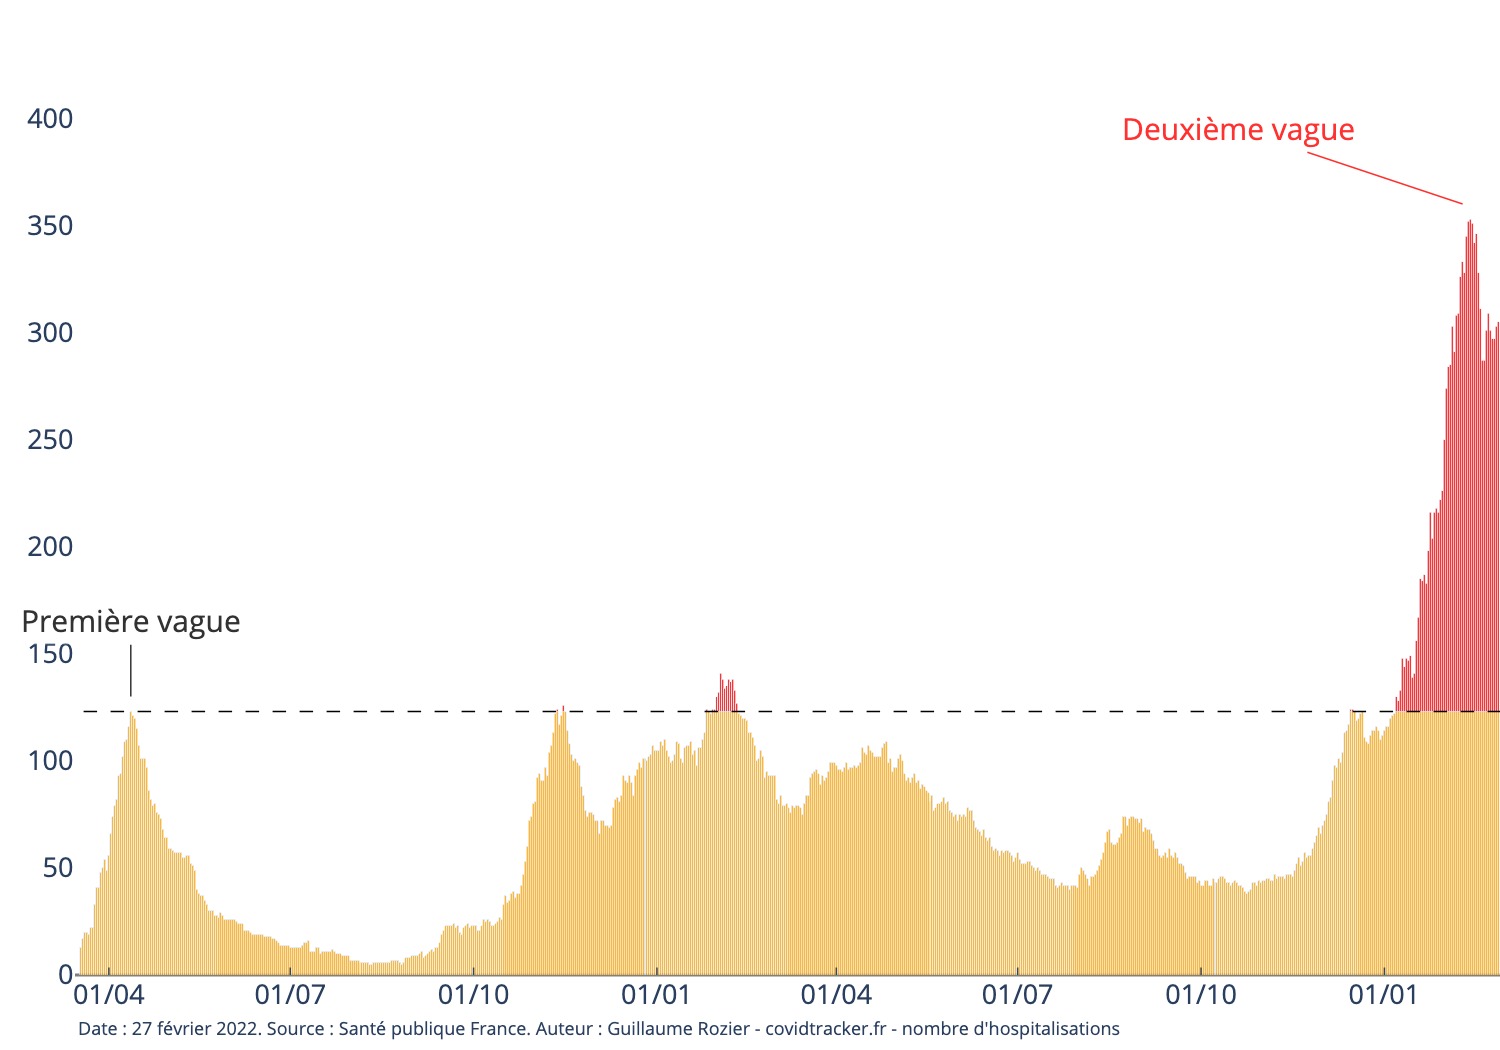 400
Deuxième vague
350
300
250
200
Première vague
150
100
50
0
01/04 01/07 01/10 01/01 01/04 01/07 01/10 01/01
Date : 27 février 2022. Source : Santé publique France. Auteur : Guillaume Rozier - covidtracker.fr - nombre d'hospitalisations